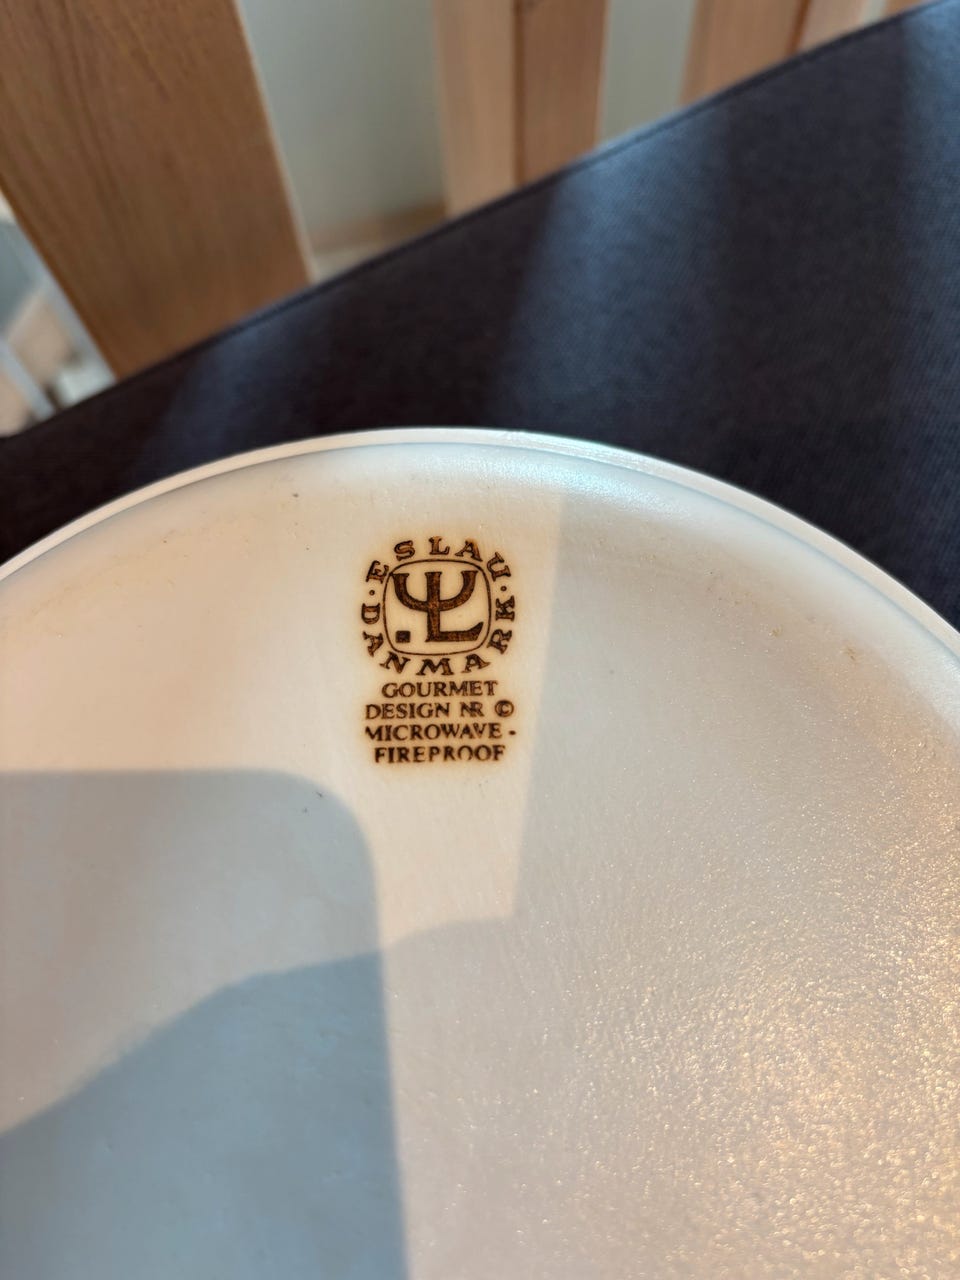 ESLAU · DANMARK ·
GOURMET
DESIGN NR ©
MICROWAVE -
FIREPROOF